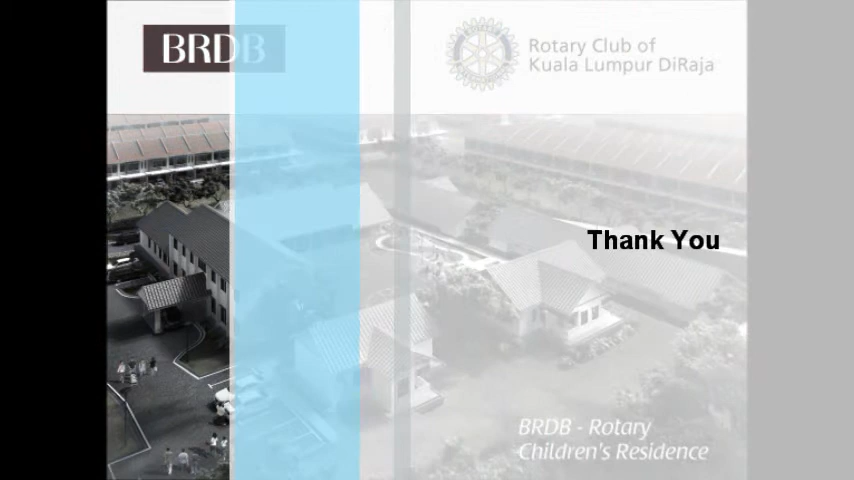 BRDB
Rotary Club of
Kuala Lumpur DiRaja
Thank You
BRDB - Rotary
Children's Residence